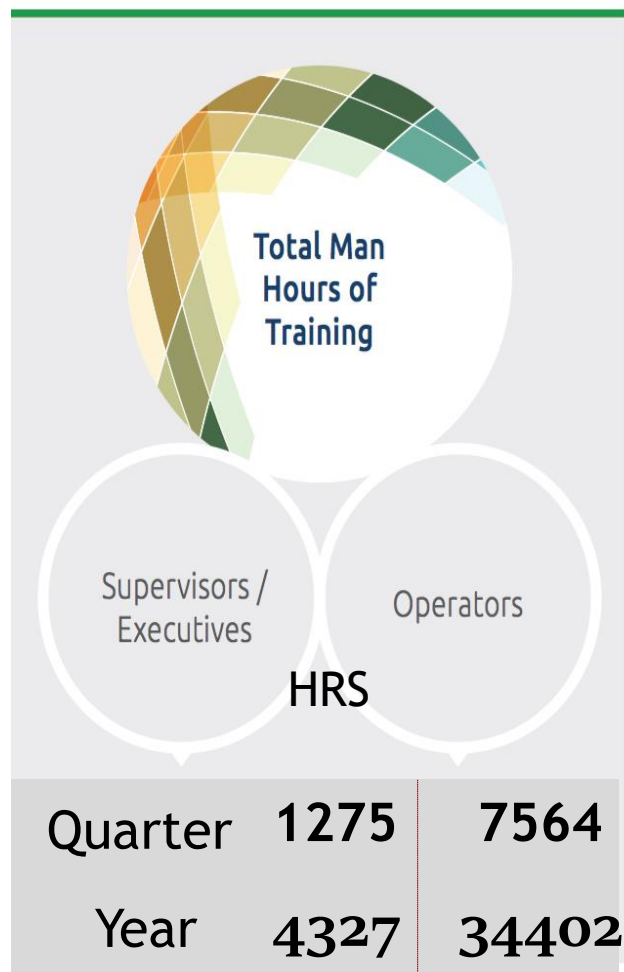 Total Man
Hours of
Training
Supervisors /
Executives
Operators
HRS
Quarter 1275 7564
Year 4327 34402